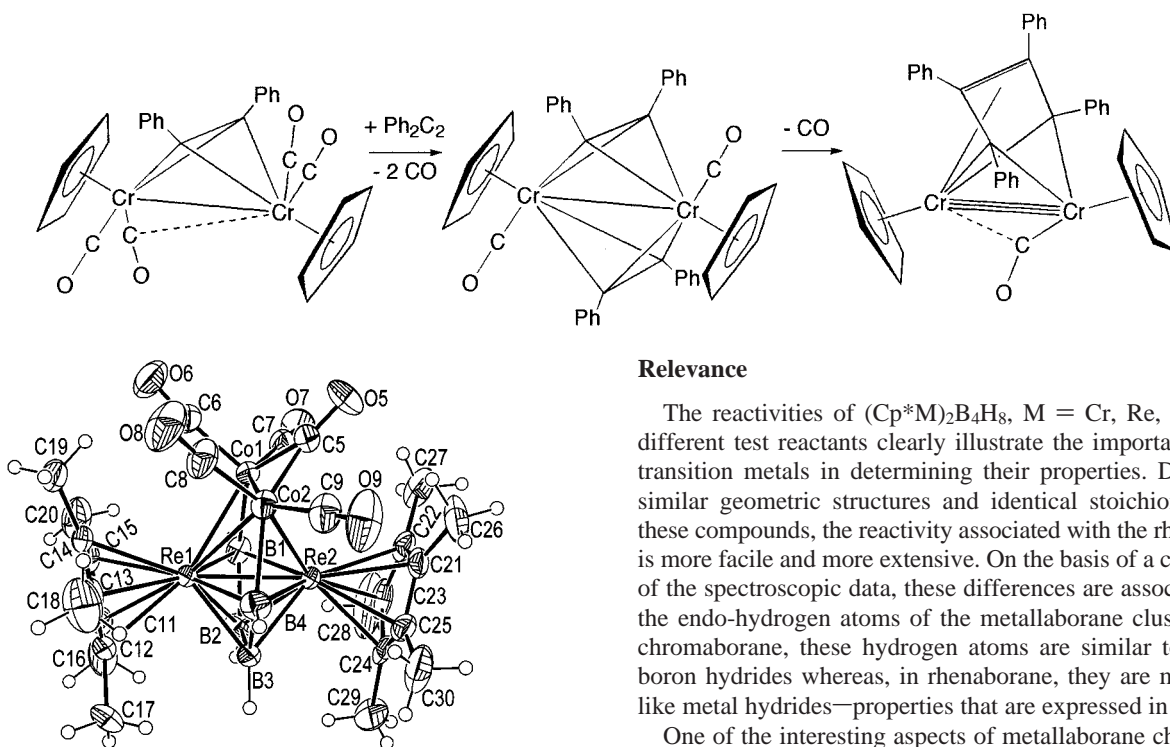 Ph
Ph
O
O
C
C
Cr
Cr
C
O
C
O
+ Ph₂C₂
- 2 CO
Ph
Ph
O
C
Cr
Cr
C
O
Ph
Ph
- CO
Ph
Ph
Ph
Ph
Cr
Cr
C
O
O6
C6
O7
O5
C19
O8
C7
C5
Co1
C8
C27
Co2
C9
O9
C22
C26
C20
C15
C14
Re1
B1
Re2
C21
C13
C18
C11
C23
C12
B2
B4
C28
C25
C16
B3
C24
C17
C29
C30
Relevance
The reactivities of (Cp*M)₂B₄H₈, M = Cr, Re,
different test reactants clearly illustrate the
transition metals in determining their properties.
similar geometric structures and identical
these compounds, the reactivity associated with the
is more facile and more extensive. On the basis of a
of the spectroscopic data, these differences are
the endo-hydrogen atoms of the metallaborane
chromaborane, these hydrogen atoms are similar
boron hydrides whereas, in rhenaborane, they are
like metal hydrides—properties that are expressed in
One of the interesting aspects of metallaborane